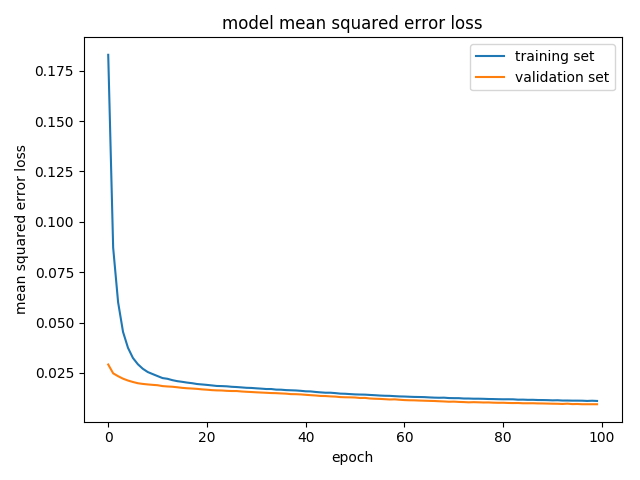 model mean squared error loss
training set
validation set
0.175
0.150
0.125
0.100
0.075
0.050
0.025
mean squared error loss
0 20 40 60 80 100
epoch